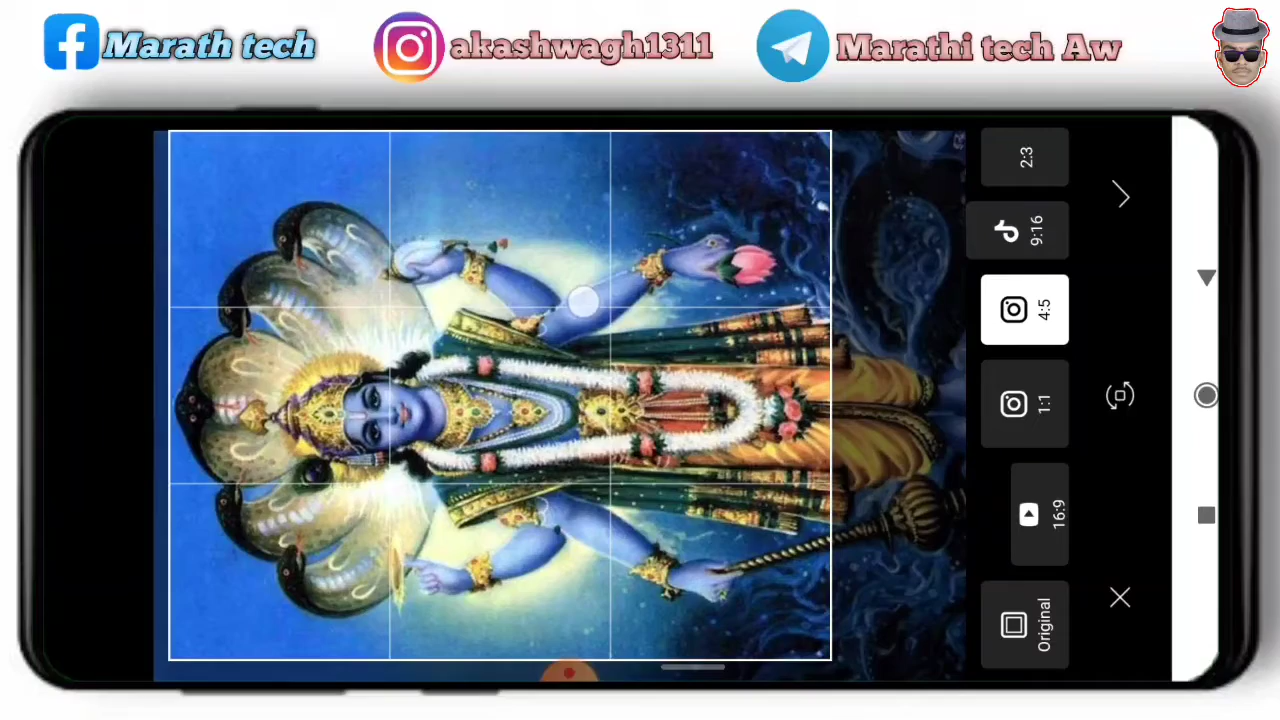 Marath tech
akashwagh1311
Marathi tech Aw
2:3
9:16
4:5
1:1
16:9
Original